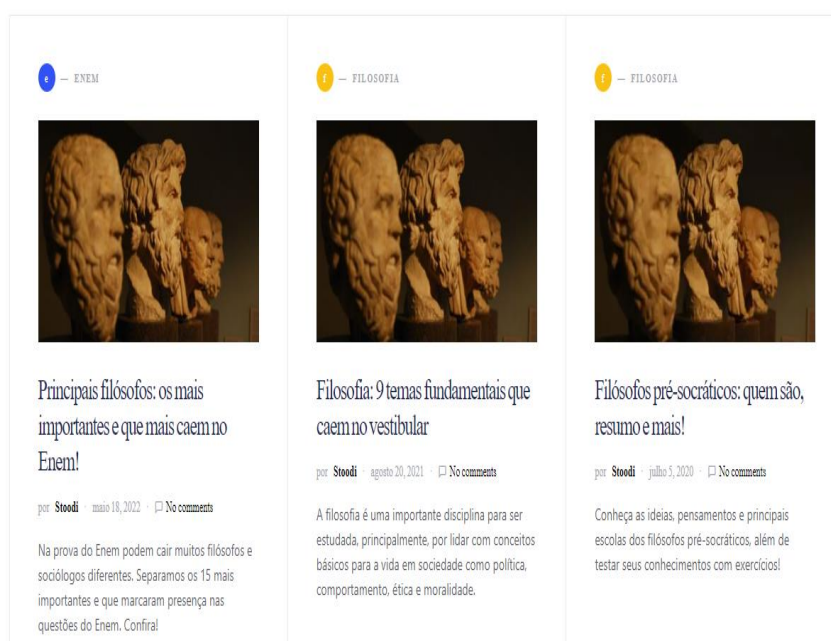 e — ENEM
Principais filósofos: os mais
importantes e que mais caem no
Enem!
por Stoodi · maio 18, 2022 · No comments
Na prova do Enem podem cair muitos filósofos e
sociólogos diferentes. Separamos os 15 mais
importantes e que marcaram presença nas
questões do Enem. Confira!
f — FILOSOFIA
Filosofia: 9 temas fundamentais que
caem no vestibular
por Stoodi · agosto 20, 2021 · No comments
A filosofia é uma importante disciplina para ser
estudada, principalmente, por lidar com conceitos
básicos para a vida em sociedade como política,
comportamento, ética e moralidade.
f — FILOSOFIA
Filósofos pré-socráticos: quem são,
resumo e mais!
por Stoodi · julho 5, 2020 · No comments
Conheça as ideias, pensamentos e principais
escolas dos filósofos pré-socráticos, além de
testar seus conhecimentos com exercícios!